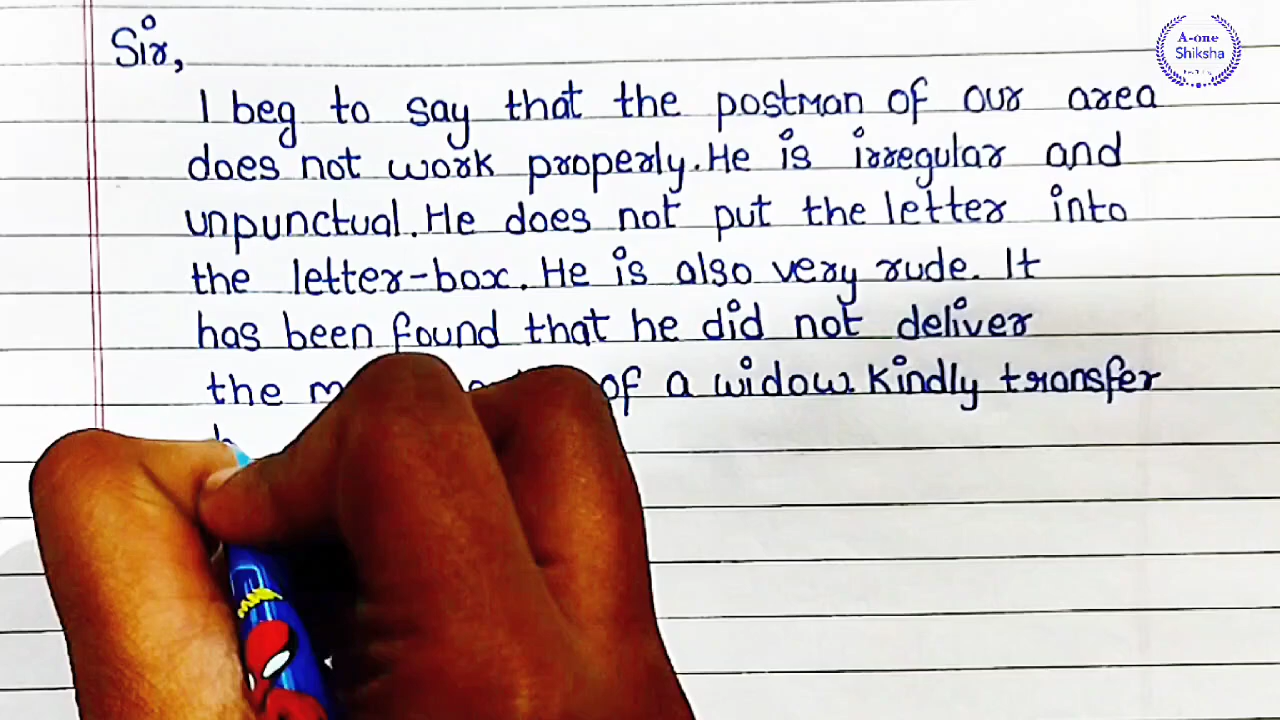 Sir,
I beg to say that the postman of our area
does not work properly. He is irregular and
unpunctual. He does not put the letter into
the letter-box. He is also very rude. It
has been found that he did not deliver
the of a widow. Kindly transfer
A-one
Shiksha